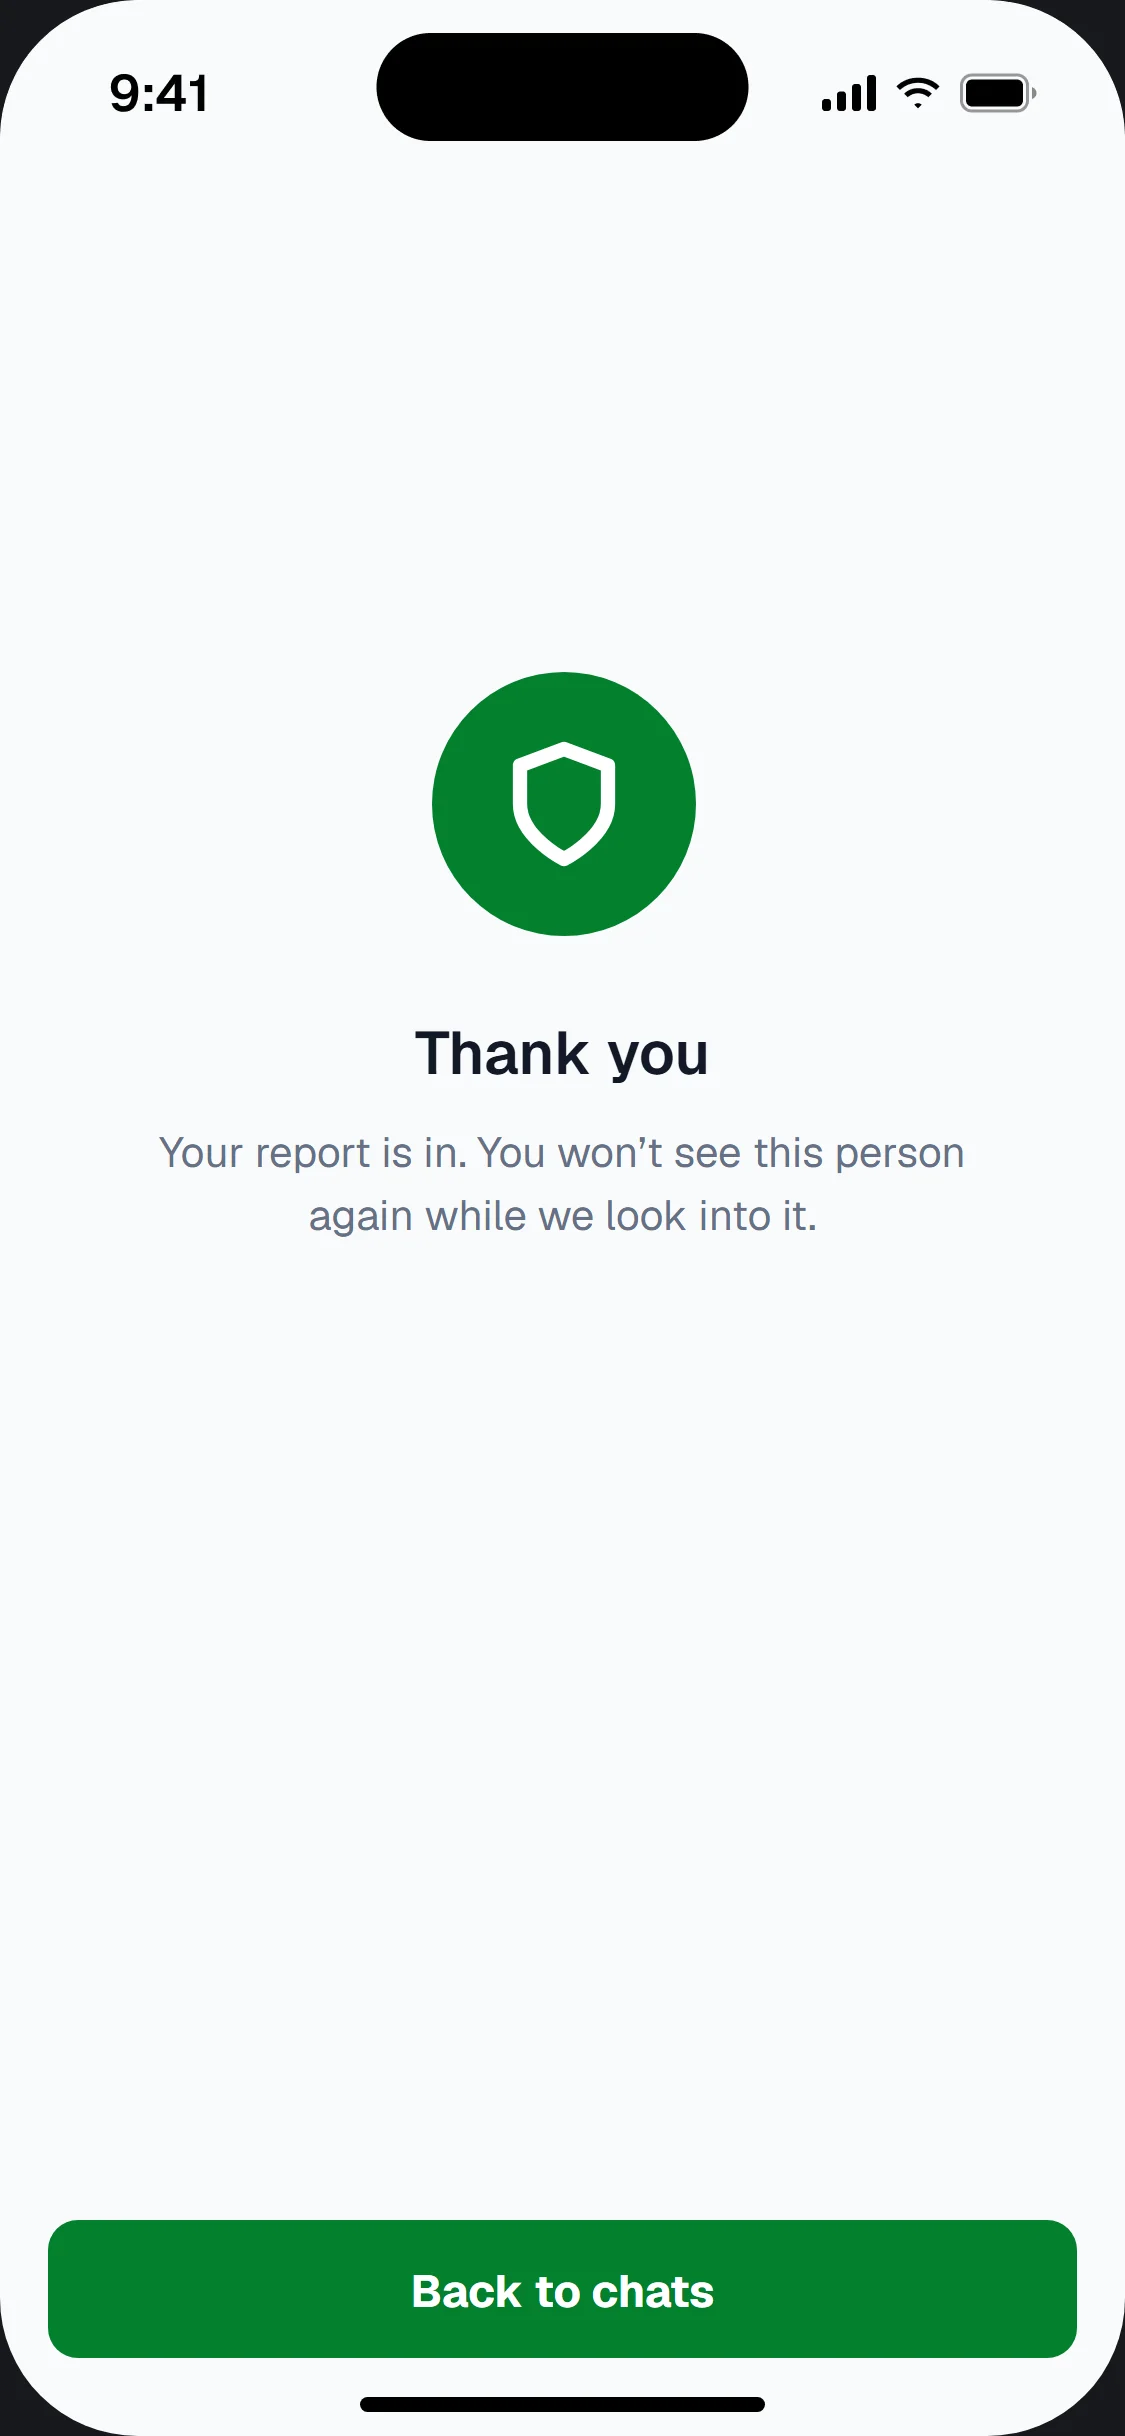 9:41
Thank you
Your report is in. You won’t see this person
again while we look into it.
Back to chats